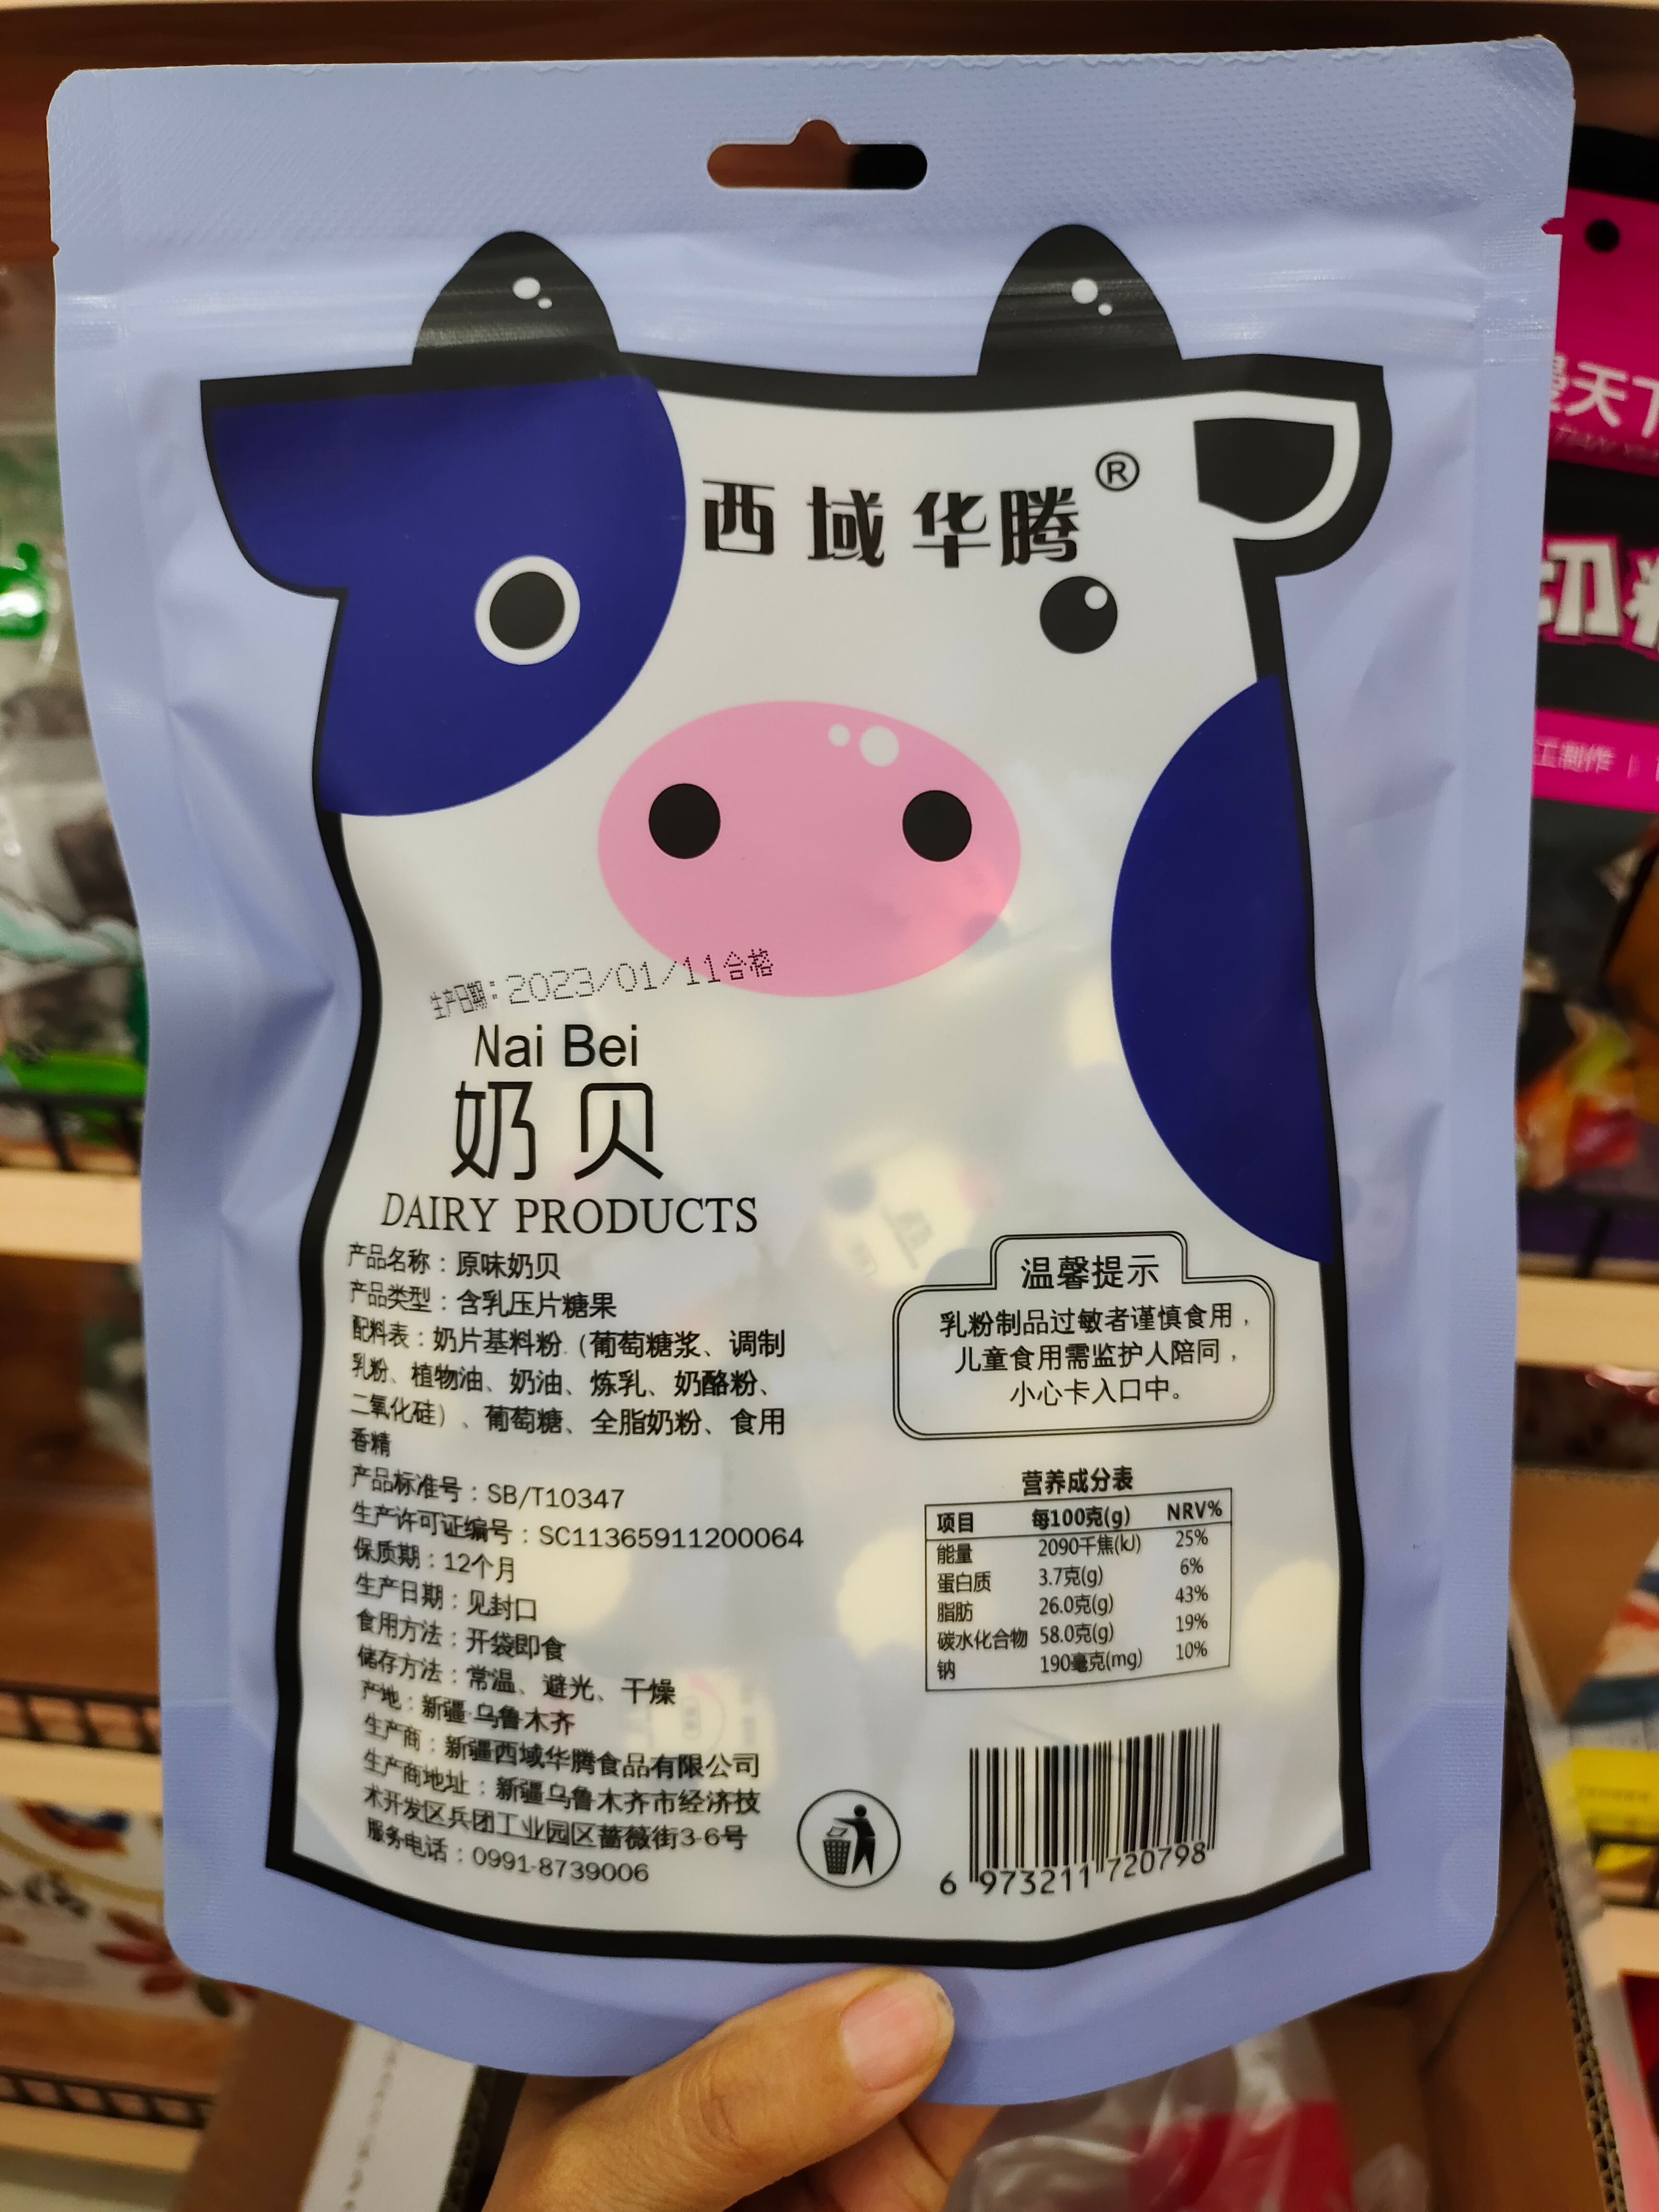 西域华腾®
生产日期:2023/01/11合格
Nai Bei
奶贝
DAIRY PRODUCTS
产品名称：原味奶贝
产品类型：含乳压片糖果
配料表：奶片基料粉（葡萄糖浆、调制
乳粉、植物油、奶油、炼乳、奶酪粉、
二氧化硅）、葡萄糖、全脂奶粉、食用
香精
产品标准号：SB/T10347
生产许可证编号：SC11365911200064
保质期：12个月
生产日期：见封口
食用方法：开袋即食
储存方法：常温、避光、干燥
产地：新疆·乌鲁木齐
生产商：新疆西域华腾食品有限公司
生产商地址：新疆乌鲁木齐市经济技
术开发区兵团工业园区蔷薇街3-6号
服务电话：0991-8739006
温馨提示
乳粉制品过敏者谨慎食用，
儿童食用需监护人陪同，
小心卡入口中。
营养成分表
项目 每100克(g) NRV%
能量 2090千焦(kJ) 25%
蛋白质 3.7克(g) 6%
脂肪 26.0克(g) 43%
碳水化合物 58.0克(g) 19%
钠 190毫克(mg) 10%
6 973211 720798
天下
切
工制作